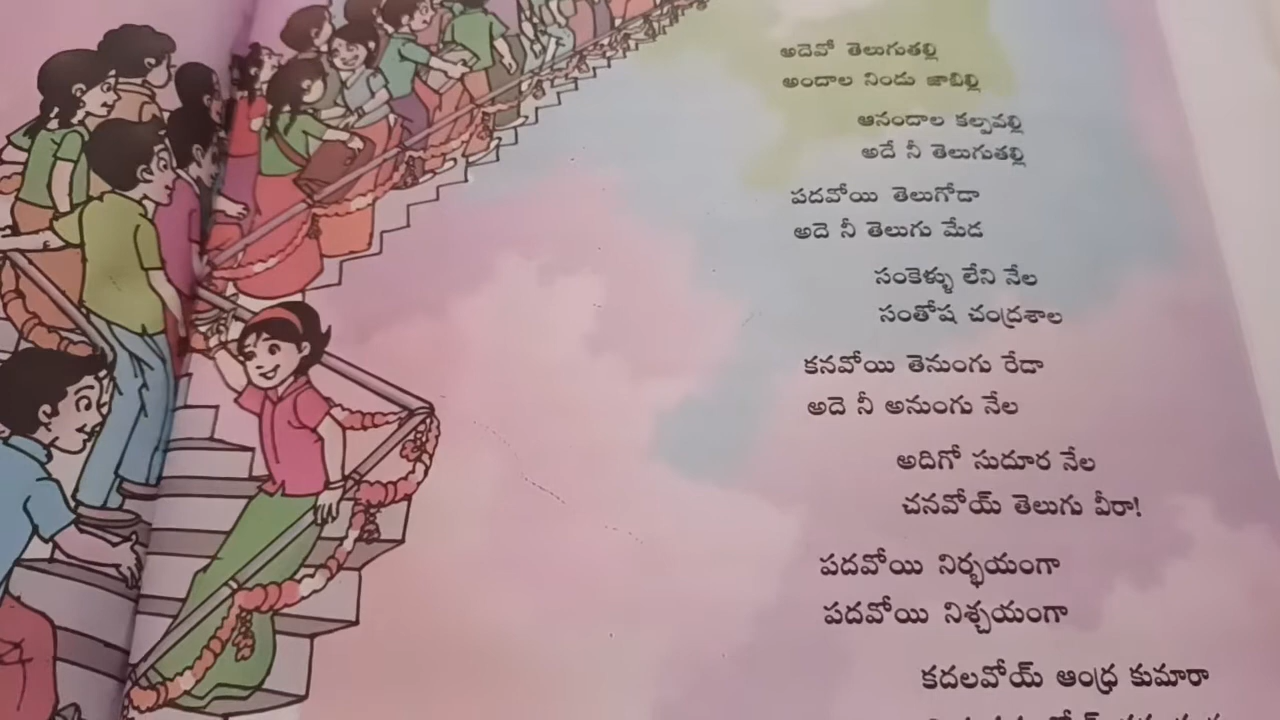 అదెవో తెలుగుతల్లి
అందాల నిండు జాబిల్లి
ఆనందాల కల్పవల్లి
అదే నీ తెలుగుతల్లి
పదవోయి తెలుగోడా
అదె నీ తెలుగు మేడ
సంకెళ్ళు లేని నేల
సంతోష చంద్రశాల
కనవోయి తెనుంగు రేడా
అదె నీ అనుంగు నేల
అదిగో సుదూర నేల
చనవోయ్ తెలుగు వీరా!
పదవోయి నిర్భయంగా
పదవోయి నిశ్చయంగా
కదలవోయ్ ఆంధ్ర కుమారా